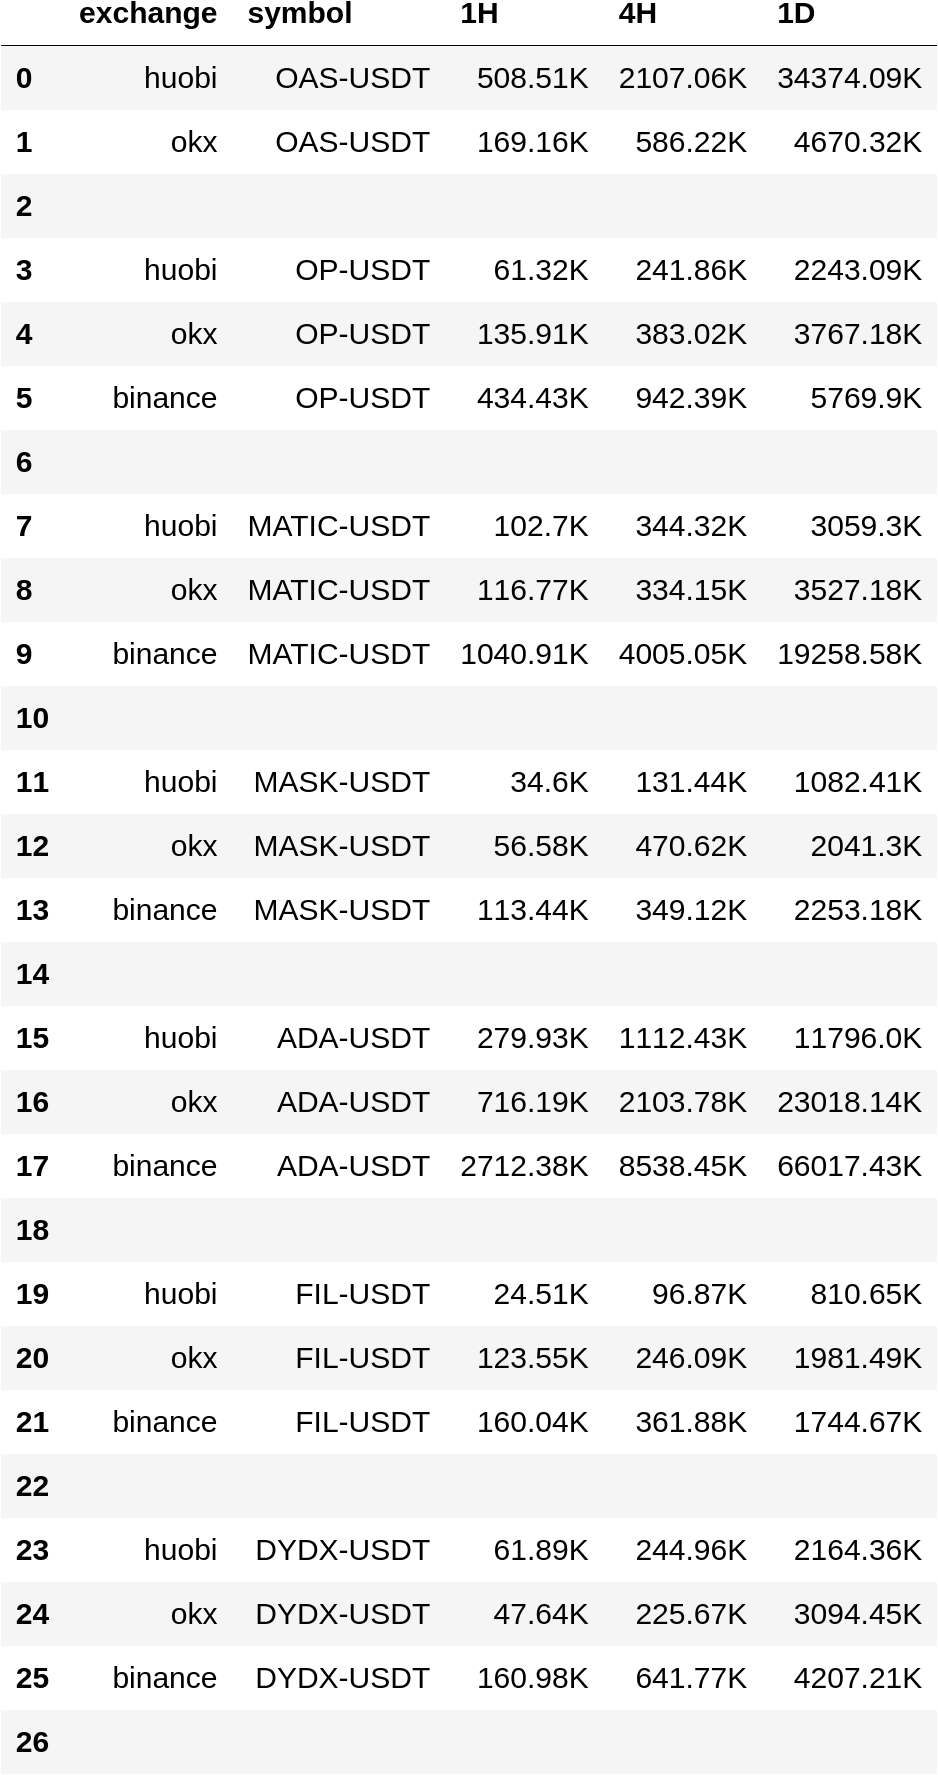 exchange symbol 1H 4H 1D
0 huobi OAS-USDT 508.51K 2107.06K 34374.09K
1 okx OAS-USDT 169.16K 586.22K 4670.32K
2
3 huobi OP-USDT 61.32K 241.86K 2243.09K
4 okx OP-USDT 135.91K 383.02K 3767.18K
5 binance OP-USDT 434.43K 942.39K 5769.9K
6
7 huobi MATIC-USDT 102.7K 344.32K 3059.3K
8 okx MATIC-USDT 116.77K 334.15K 3527.18K
9 binance MATIC-USDT 1040.91K 4005.05K 19258.58K
10
11 huobi MASK-USDT 34.6K 131.44K 1082.41K
12 okx MASK-USDT 56.58K 470.62K 2041.3K
13 binance MASK-USDT 113.44K 349.12K 2253.18K
14
15 huobi ADA-USDT 279.93K 1112.43K 11796.0K
16 okx ADA-USDT 716.19K 2103.78K 23018.14K
17 binance ADA-USDT 2712.38K 8538.45K 66017.43K
18
19 huobi FIL-USDT 24.51K 96.87K 810.65K
20 okx FIL-USDT 123.55K 246.09K 1981.49K
21 binance FIL-USDT 160.04K 361.88K 1744.67K
22
23 huobi DYDX-USDT 61.89K 244.96K 2164.36K
24 okx DYDX-USDT 47.64K 225.67K 3094.45K
25 binance DYDX-USDT 160.98K 641.77K 4207.21K
26